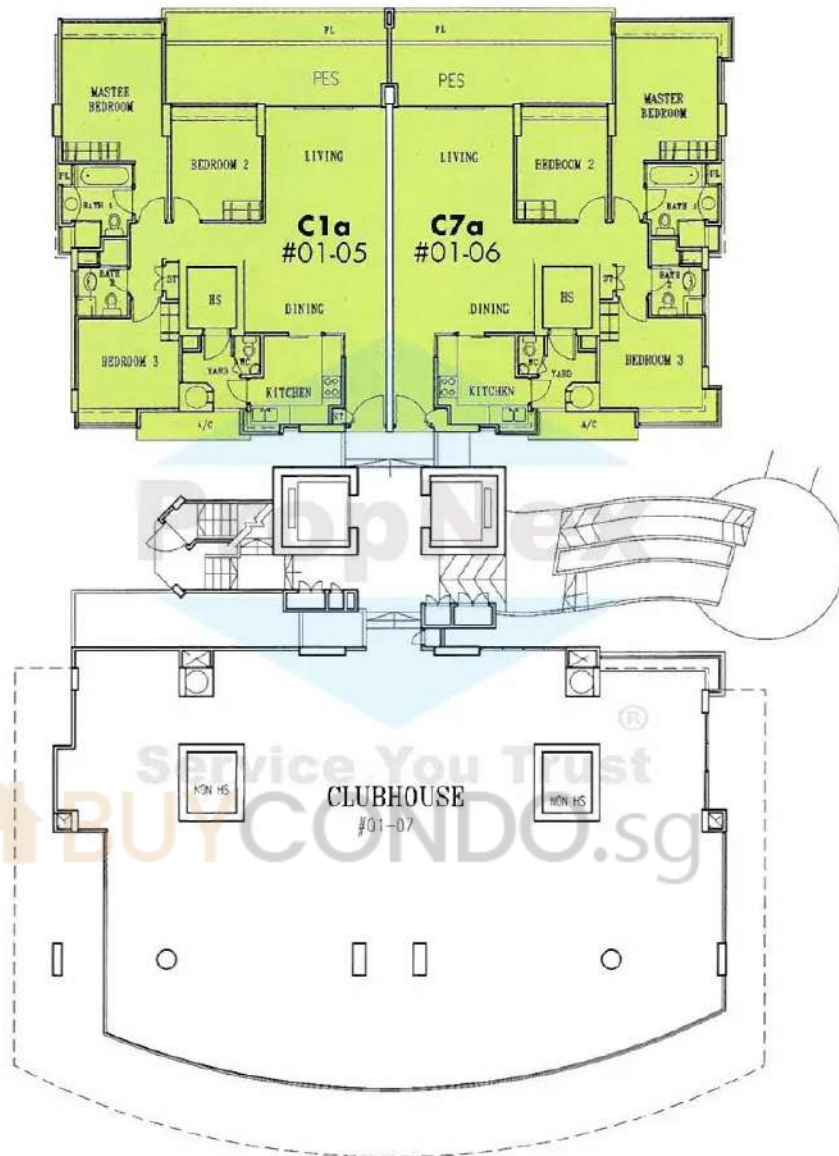 PL PL
PES PES
MASTER BEDROOM
MASTER BEDROOM
BEDROOM 2
LIVING
LIVING
BEDROOM 2
PL
PL
BATH 1
BATH 1
C1a
#01-05
C7a
#01-06
BATH 2
ST
HS
DINING
DINING
HS
ST
BATH 2
BEDROOM 3
YARD
WC
KITCHEN
KITCHEN
WC
YARD
BEDROOM 3
A/C
ST
A/C
PropNex
®
Service You Trust
NON HS
CLUBHOUSE
#01-07
NON HS
BUYCONDO.sg